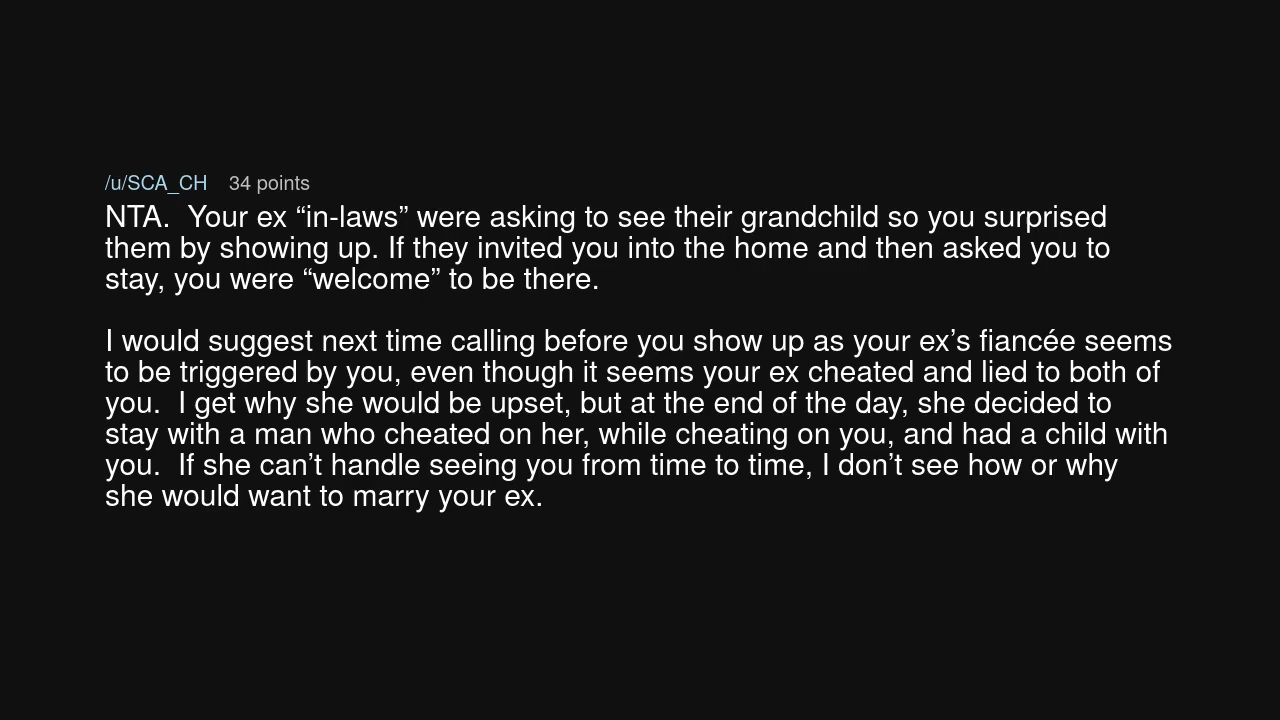 /u/SCA_CH 34 points
NTA.  Your ex “in-laws” were asking to see their grandchild so you surprised
them by showing up. If they invited you into the home and then asked you to
stay, you were “welcome” to be there.
I would suggest next time calling before you show up as your ex’s fiancée seems
to be triggered by you, even though it seems your ex cheated and lied to both of
you.  I get why she would be upset, but at the end of the day, she decided to
stay with a man who cheated on her, while cheating on you, and had a child with
you.  If she can’t handle seeing you from time to time, I don’t see how or why
she would want to marry your ex.